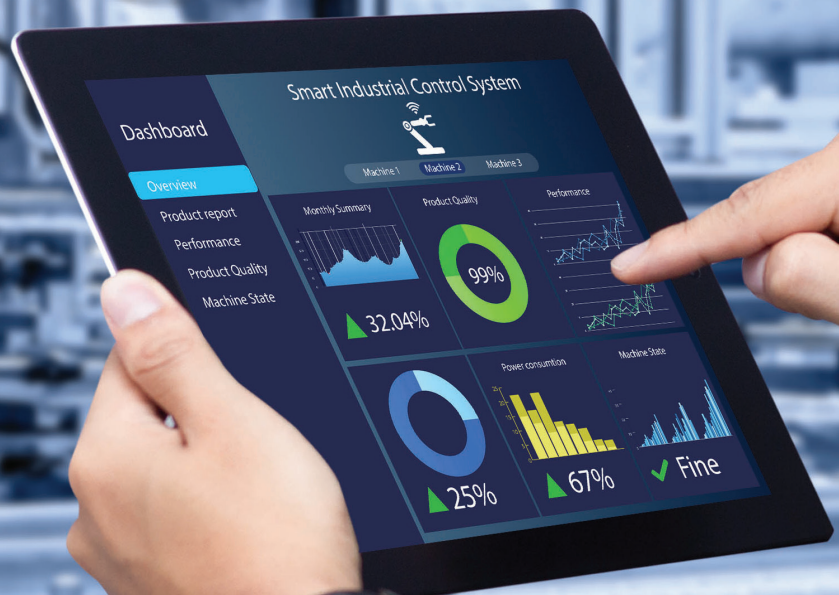 Smart Industrial Control System
Dashboard
Machine 1 Machine 2 Machine 3
Overview
Product report
Performance
Product Quality
Machine State
Monthly Summary
32.04%
Product Quality
99%
Performance
25%
Power consumtion
25
67%
Machine State
Fine